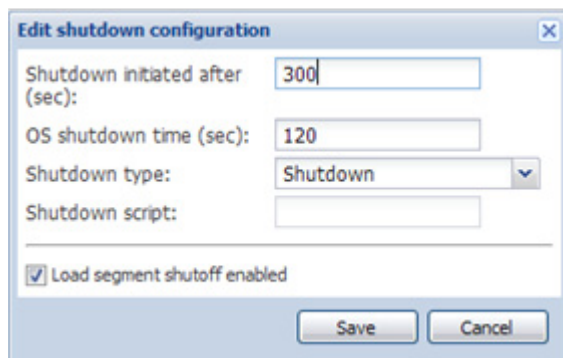 Edit shutdown configuration
Shutdown initiated after (sec): 300
OS shutdown time (sec): 120
Shutdown type: Shutdown
Shutdown script:
Load segment shutoff enabled
Save Cancel